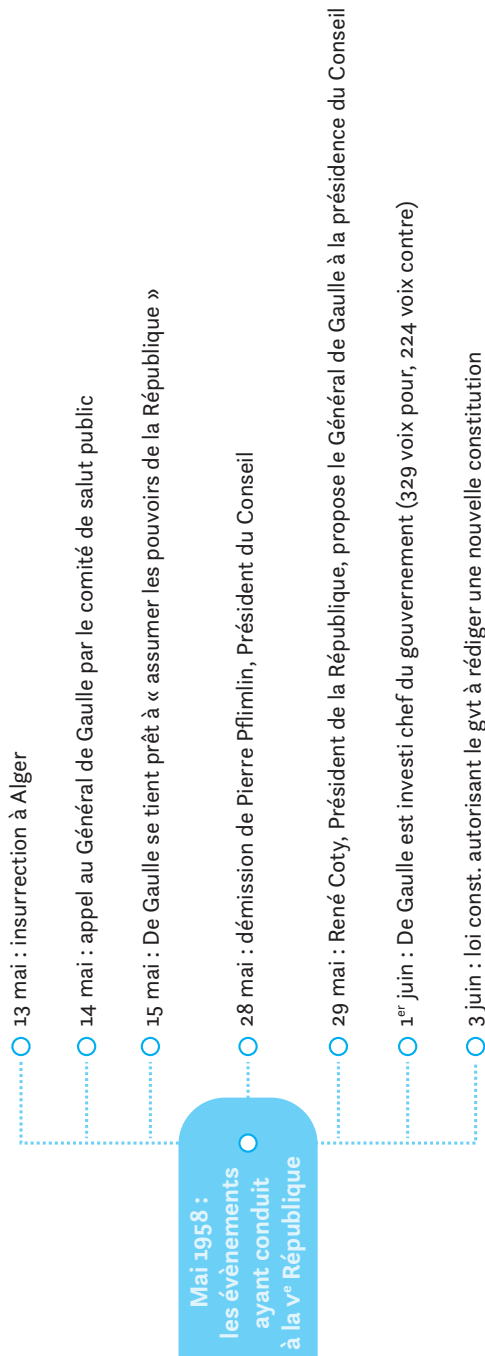 Mai 1958 :
les évènements
ayant conduit
à la vᵉ République
13 mai : insurrection à Alger
14 mai : appel au Général de Gaulle par le comité de salut public
15 mai : De Gaulle se tient prêt à « assumer les pouvoirs de la République »
28 mai : démission de Pierre Pflimlin, Président du Conseil
29 mai : René Coty, Président de la République, propose le Général de Gaulle à la présidence du Conseil
1ᵉʳ juin : De Gaulle est investi chef du gouvernement (329 voix pour, 224 voix contre)
3 juin : loi const. autorisant le gvt à rédiger une nouvelle constitution